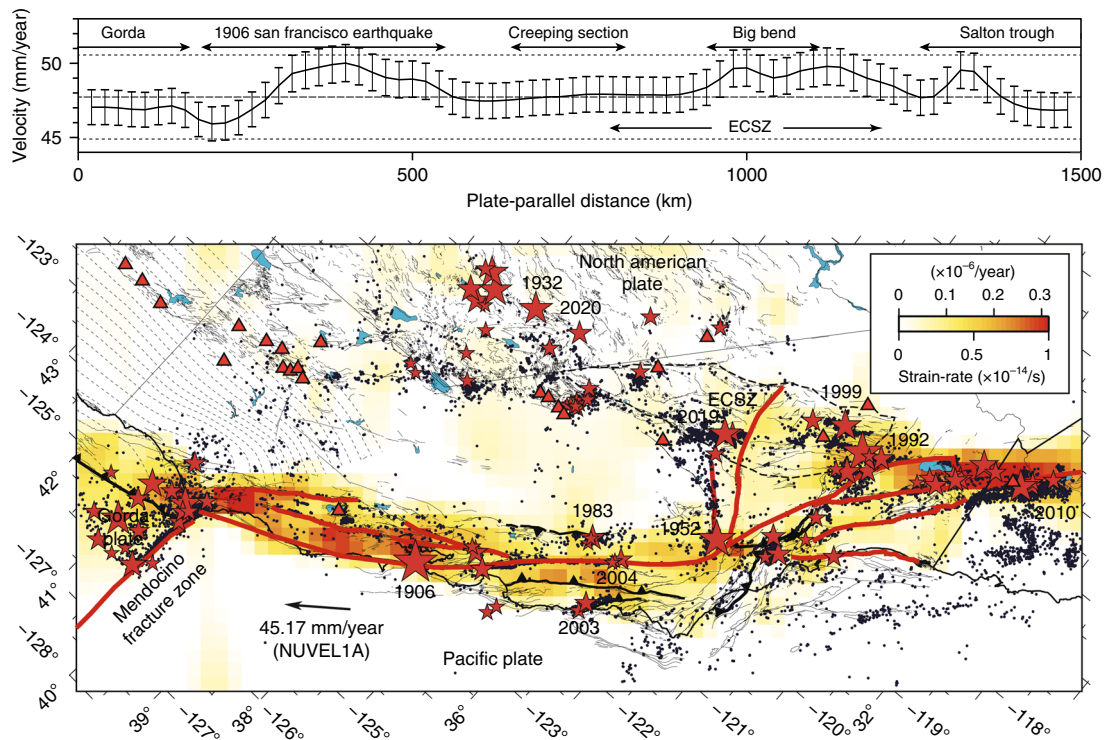 Gorda
1906 san francisco earthquake
Creeping section
Big bend
Salton trough
Velocity (mm/year)
50
45
ECSZ
0
500
1000
1500
Plate-parallel distance (km)
−123°
−124°
43°
−125°
42°
−127°
41°
−128°
40°
North american
plate
1932
2020
(×10⁻⁶/year)
0
0.1
0.2
0.3
0
0.5
1
Strain-rate (×10⁻¹⁴/s)
1999
ECSZ
2019
1992
Gorda
plate
1983
1952
2010
Mendocino
fracture zone
1906
2004
2003
45.17 mm/year
(NUVEL1A)
Pacific plate
39°
−127°
38°
−126°
−125°
36°
−123°
−122°
−121°
−120°
32°
−119°
−118°